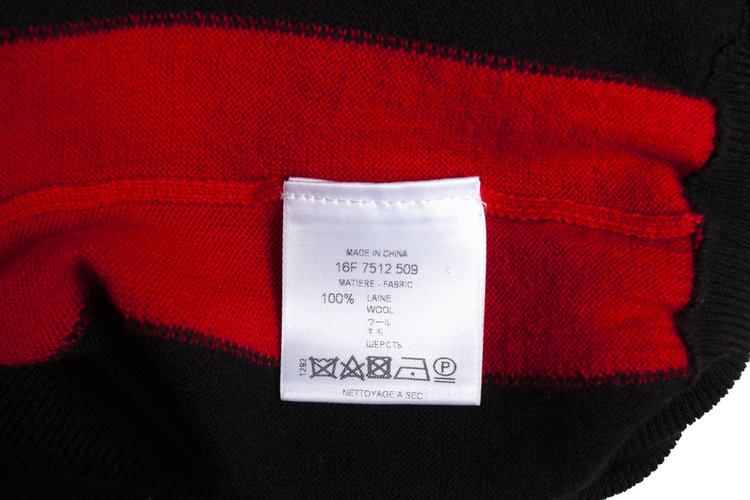 MADE IN CHINA
16F 7512 509 c
MATIERE - FABRIC
100% LAINE
WOOL
ウール
羊毛
ШЕРСТЬ
1292
P
NETTOYAGE A SEC